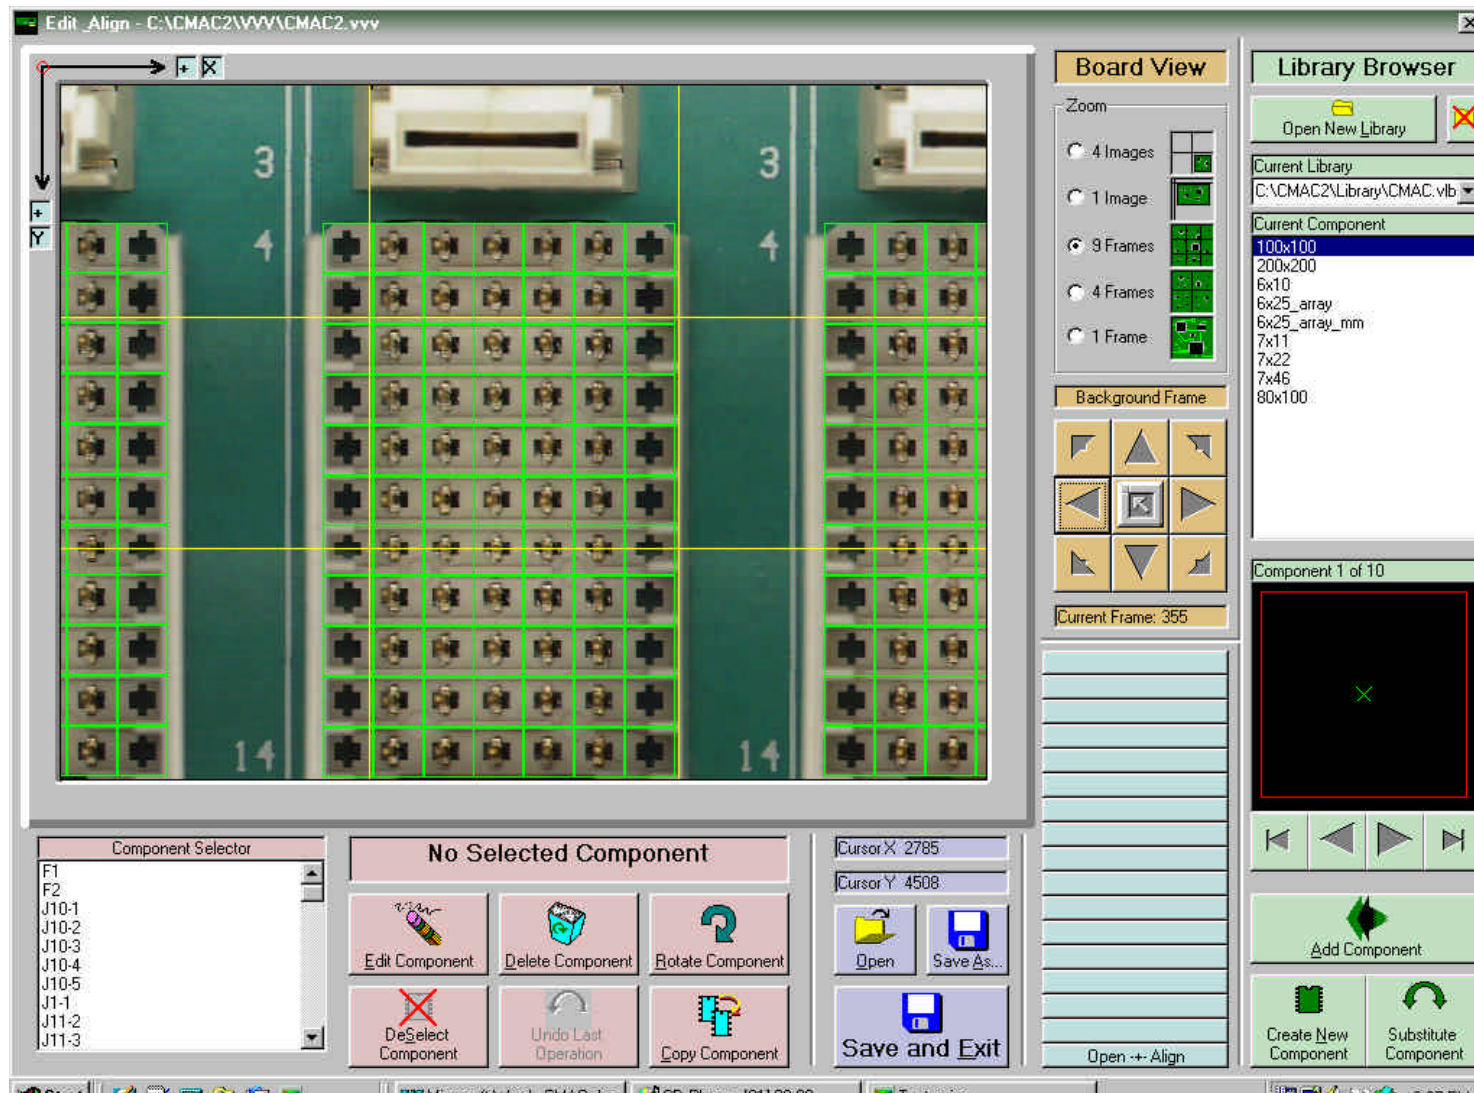 Edit_Align - C:\CMAC2\VVV\CMAC2.vvv
+ X
+
Y
3
3
4
4
14
14
Board View
Zoom
4 Images
1 Image
9 Frames
4 Frames
1 Frame
Background Frame
Current Frame: 355
Open -+- Align
Library Browser
Open New Library
Current Library
C:\CMAC2\Library\CMAC.vlb
Current Component
100x100
200x200
6x10
6x25_array
6x25_array_mm
7x11
7x22
7x46
80x100
Component 1 of 10
Add Component
Create New
Component
Substitute
Component
Component Selector
F1
F2
J10-1
J10-2
J10-3
J10-4
J10-5
J1-1
J11-2
J11-3
No Selected Component
Edit Component
Delete Component
Rotate Component
DeSelect
Component
Undo Last
Operation
Copy Component
Cursor X 2785
Cursor Y 4508
Open
Save As...
Save and Exit